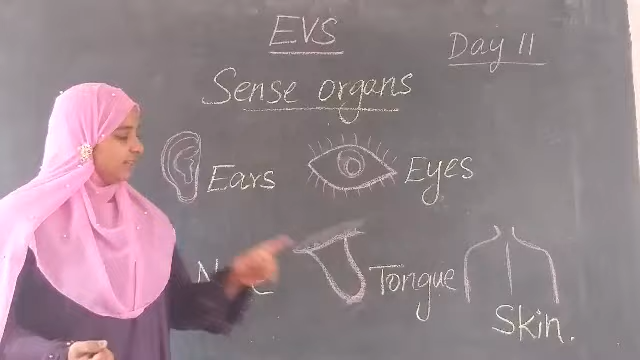 EVS
Day 11
Sense organs
Ears
Eyes
Tongue
Skin.